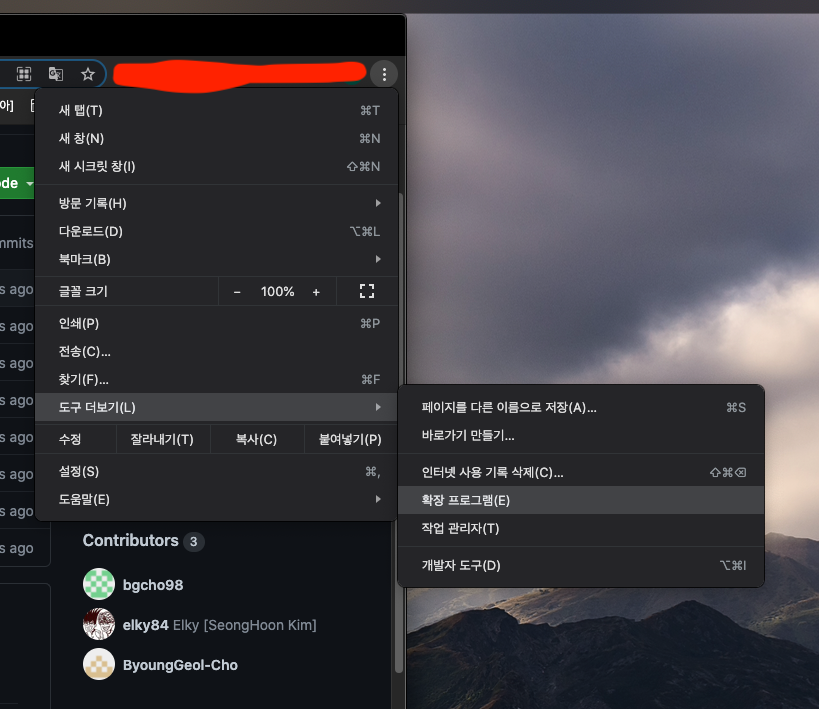 아]
새 탭(T) ⌘T
새 창(N) ⌘N
새 시크릿 창(I) ⇧⌘N
ode
방문 기록(H)
mmits
다운로드(D) ⌥⌘L
북마크(B)
s ago
글꼴 크기 − 100% +
s ago
인쇄(P) ⌘P
전송(C)...
s ago
찾기(F)... ⌘F
s ago
도구 더보기(L)
s ago
수정 잘라내기(T) 복사(C) 붙여넣기(P)
s ago
설정(S) ⌘,
s ago
도움말(E)
s ago
페이지를 다른 이름으로 저장(A)... ⌘S
바로가기 만들기...
인터넷 사용 기록 삭제(C)... ⇧⌘⌫
확장 프로그램(E)
작업 관리자(T)
개발자 도구(D) ⌥⌘I
Contributors 3
bgcho98
elky84 Elky [SeongHoon Kim]
ByoungGeol-Cho